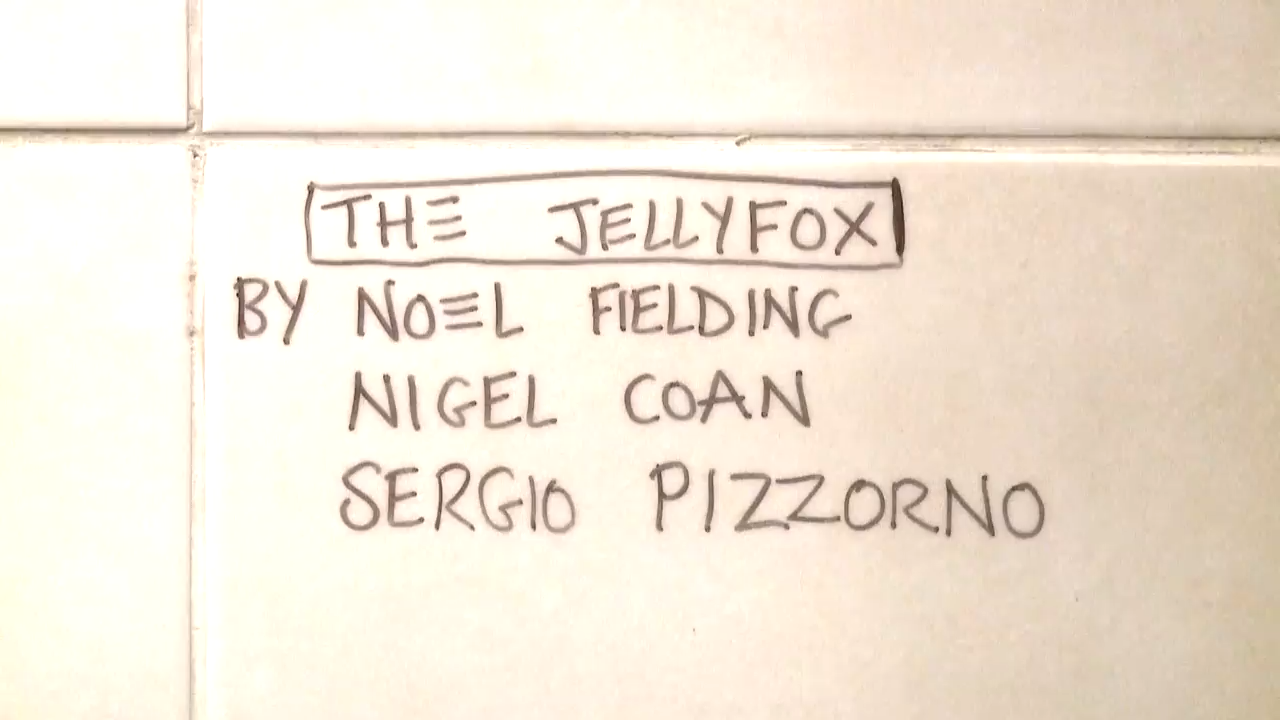 THE JELLYFOX
BY NOEL FIELDING
NIGEL COAN
SERGIO PIZZORNO